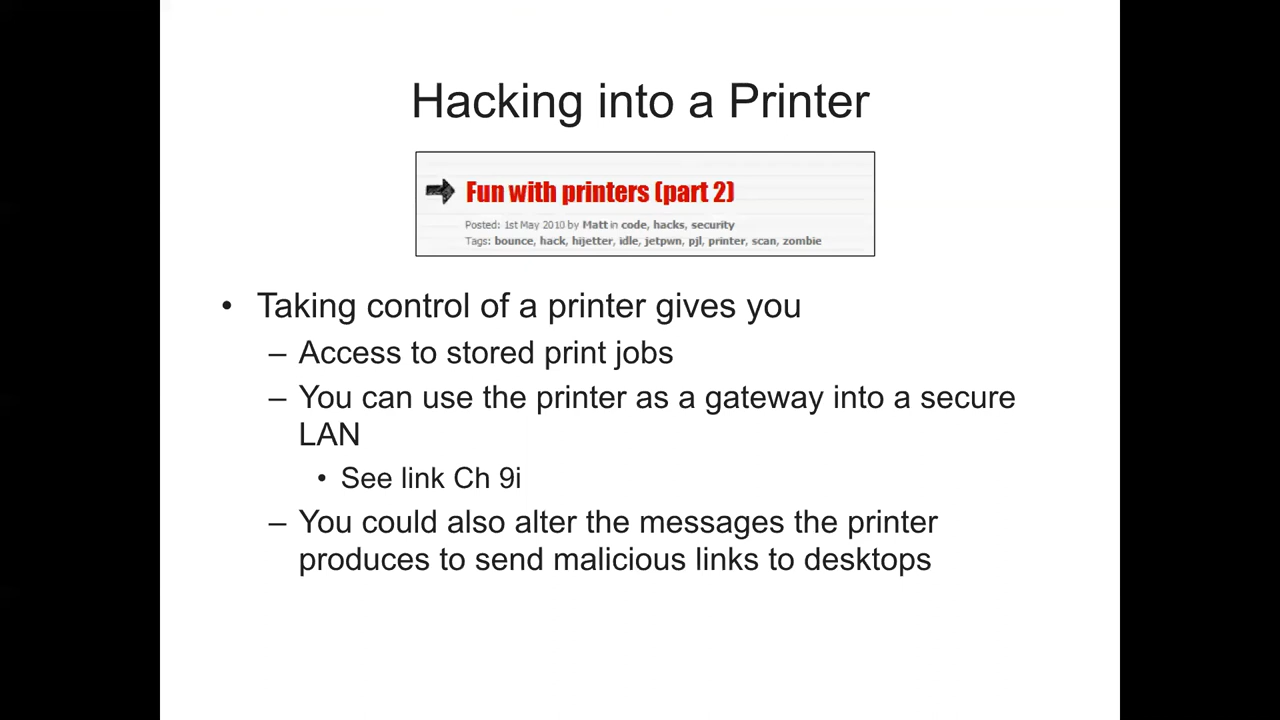 Hacking into a Printer
Fun with printers (part 2)
Posted: 1st May 2010 by Matt in code, hacks, security
Tags: bounce, hack, hijetter, idle, jetpwn, pjl, printer, scan, zombie
• Taking control of a printer gives you
– Access to stored print jobs
– You can use the printer as a gateway into a secure
LAN
• See link Ch 9i
– You could also alter the messages the printer
produces to send malicious links to desktops